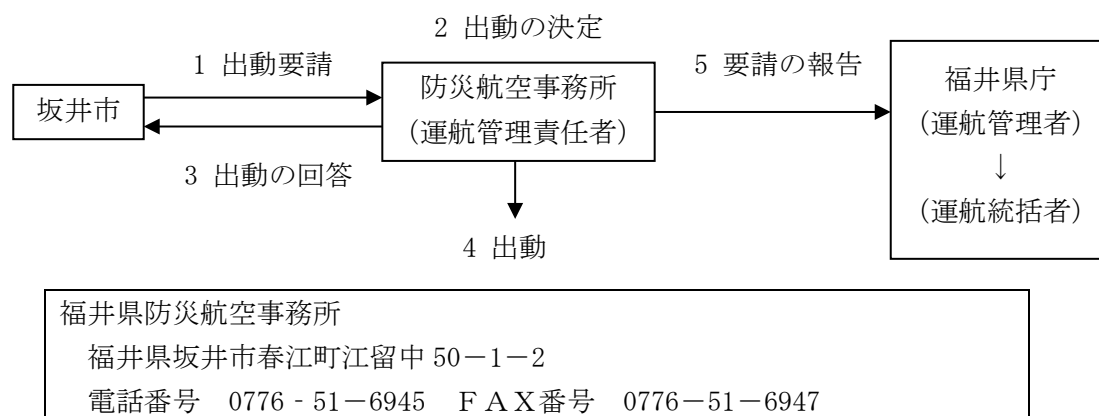 2 出動の決定
1 出動要請
5 要請の報告
坂井市
防災航空事務所
(運航管理責任者)
福井県庁
(運航管理者)
↓
(運航統括者)
3 出動の回答
4 出動
福井県防災航空事務所
福井県坂井市春江町江留中 50－1－2
電話番号　0776‐51－6945　ＦＡＸ番号　0776－51－6947